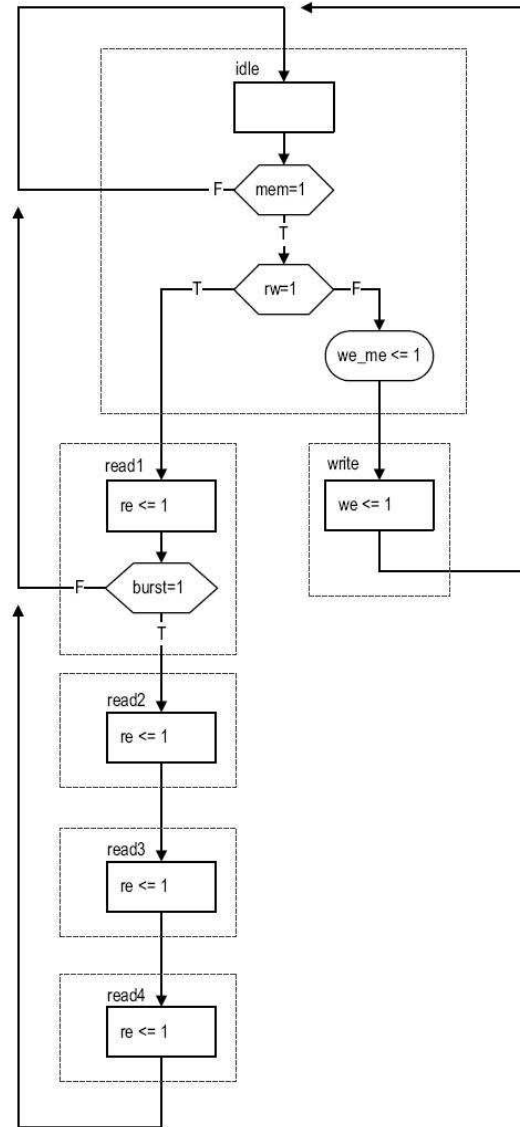 idle
F
mem=1
T
T
rw=1
F
we_me <= 1
read1
re <= 1
write
we <= 1
F
burst=1
T
read2
re <= 1
read3
re <= 1
read4
re <= 1